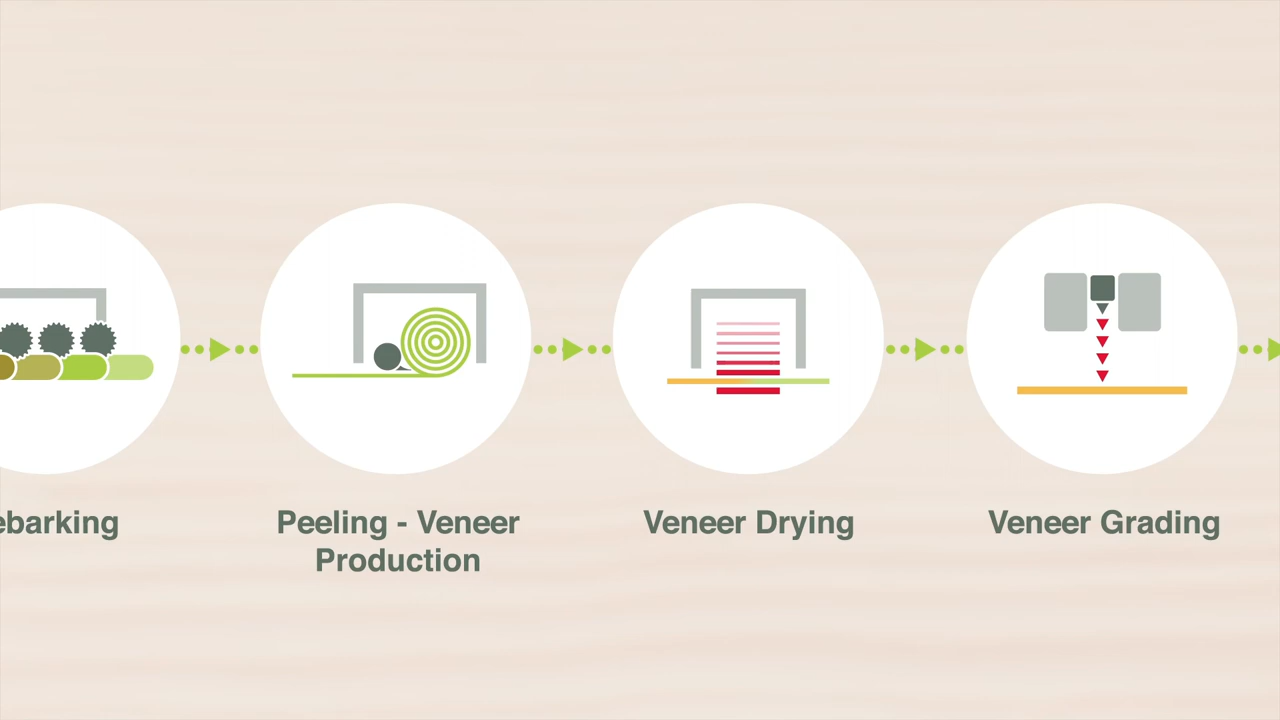 ebarking
Peeling - Veneer
Production
Veneer Drying
Veneer Grading